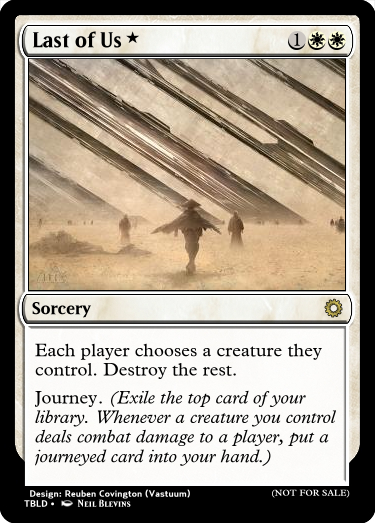 Last of Us ★ 1
Sorcery
Each player chooses a creature they
control. Destroy the rest.
Journey. (Exile the top card of your
library. Whenever a creature you control
deals combat damage to a player, put a
journeyed card into your hand.)
Design: Reuben Covington (Vastuum) (NOT FOR SALE)
TBLD • Neil Blevins